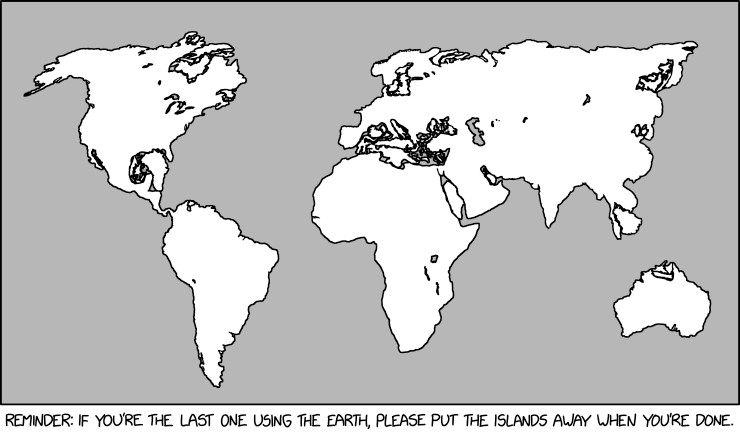 REMINDER: IF YOU'RE THE LAST ONE USING THE EARTH, PLEASE PUT THE ISLANDS AWAY WHEN YOU'RE DONE.